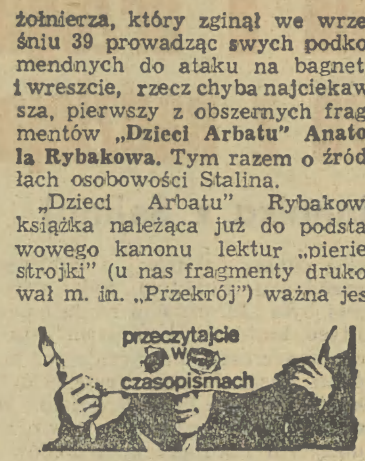 żołnierza, który zginął we wrze
śniu 39 prowadząc swych podko
mendnych do ataku na bagnet
i wreszcie, rzecz chyba najciekaw
sza, pierwszy z obszernych frag
mentów „Dzieci Arbatu” Anato
la Rybakowa. Tym razem o źród
łach osobowości Stalina.
„Dzieci Arbatu” Rybakow
książka należąca już do podsta
wowego kanonu lektur „pierie
strojki” (u nas fragmenty druko
wał m. in. „Przekrój”) ważna jes
przeczytajcie
w
czasopismach